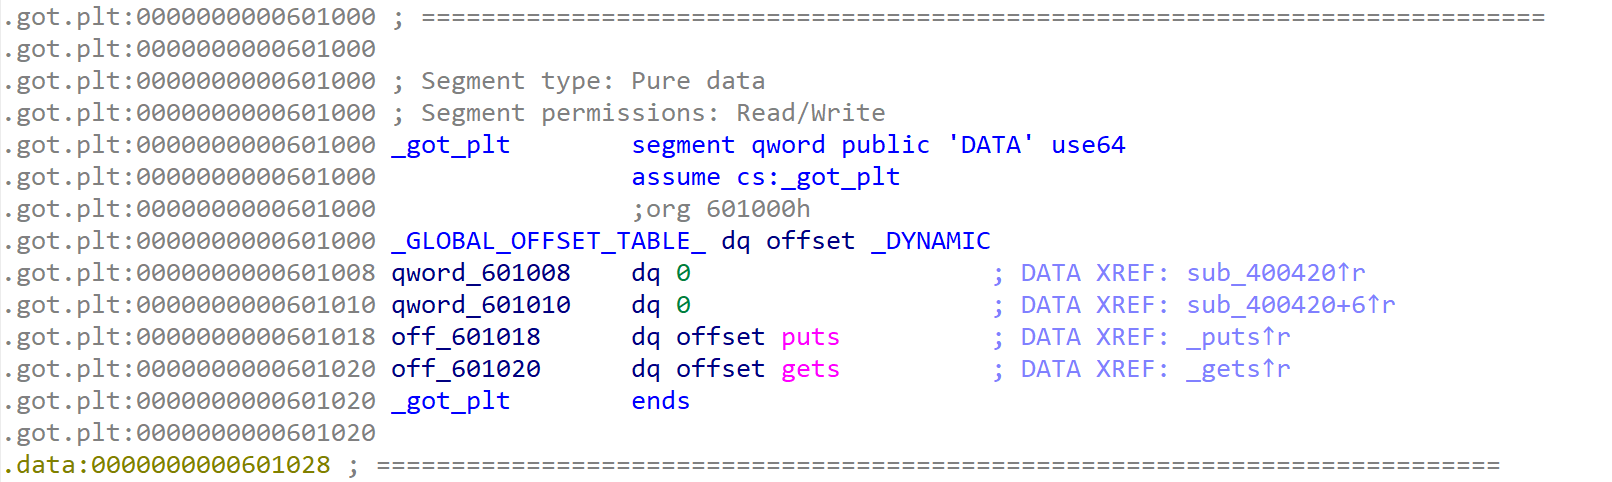 .got.plt:0000000000601000 ; ===========================================================================
.got.plt:0000000000601000
.got.plt:0000000000601000 ; Segment type: Pure data
.got.plt:0000000000601000 ; Segment permissions: Read/Write
.got.plt:0000000000601000 _got_plt        segment qword public 'DATA' use64
.got.plt:0000000000601000                 assume cs:_got_plt
.got.plt:0000000000601000                 ;org 601000h
.got.plt:0000000000601000 _GLOBAL_OFFSET_TABLE_ dq offset _DYNAMIC
.got.plt:0000000000601008 qword_601008    dq 0                    ; DATA XREF: sub_400420↑r
.got.plt:0000000000601010 qword_601010    dq 0                    ; DATA XREF: sub_400420+6↑r
.got.plt:0000000000601018 off_601018      dq offset puts          ; DATA XREF: _puts↑r
.got.plt:0000000000601020 off_601020      dq offset gets          ; DATA XREF: _gets↑r
.got.plt:0000000000601020 _got_plt        ends
.got.plt:0000000000601020
.data:0000000000601028 ; ===========================================================================